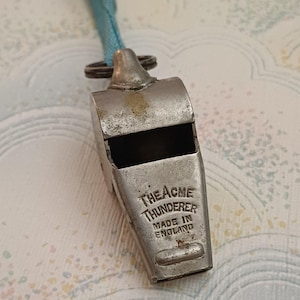 THE ACME
THUNDERER
MADE IN
ENGLAND